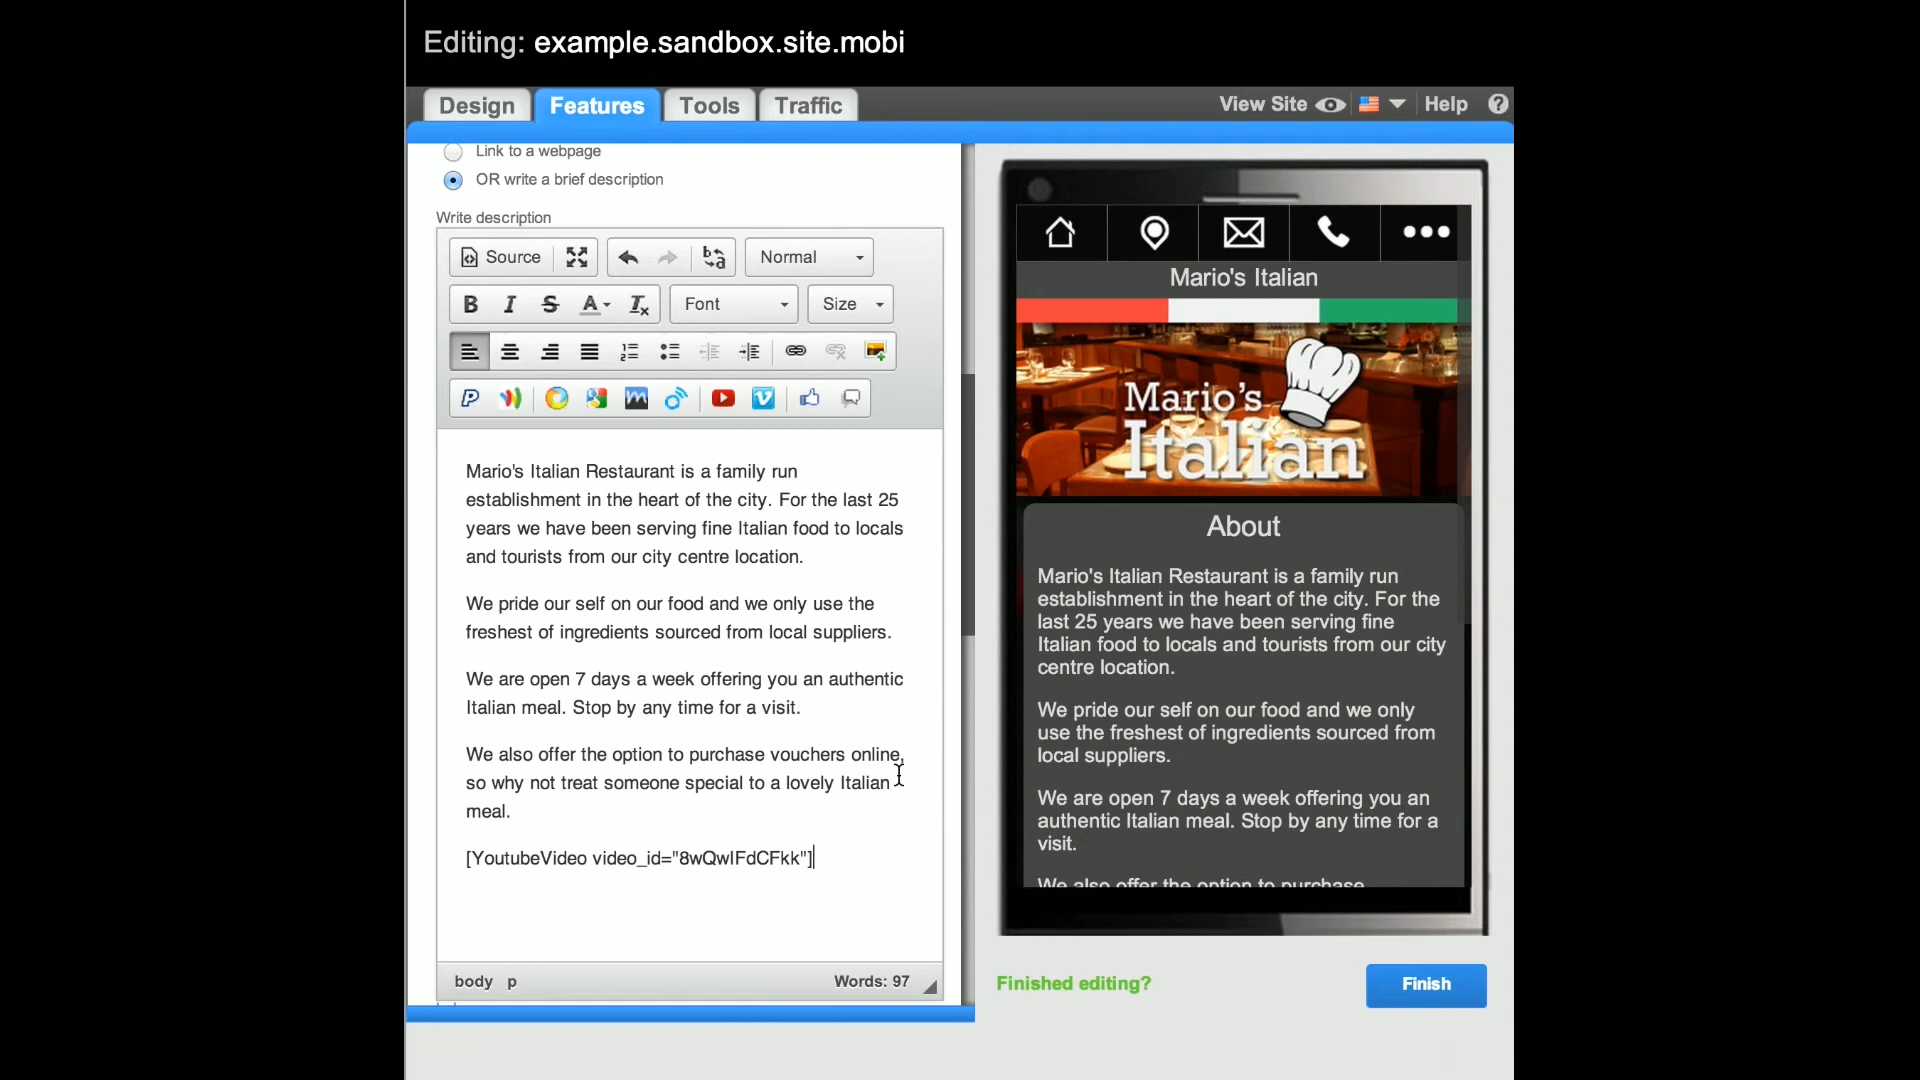 Editing: example.sandbox.site.mobi
Design Features Tools Traffic
View Site Help ?
Link to a webpage
OR write a brief description
Write description
Source Normal
B I S A Tx Font Size
Mario's Italian Restaurant is a family run
establishment in the heart of the city. For the last 25
years we have been serving fine Italian food to locals
and tourists from our city centre location.
We pride our self on our food and we only use the
freshest of ingredients sourced from local suppliers.
We are open 7 days a week offering you an authentic
Italian meal. Stop by any time for a visit.
We also offer the option to purchase vouchers online,
so why not treat someone special to a lovely Italian
meal.
[YoutubeVideo video_id="8wQwIFdCFkk"]
body p
Words: 97
Mario's Italian
Mario's
Italian
About
Mario's Italian Restaurant is a family run
establishment in the heart of the city. For the
last 25 years we have been serving fine
Italian food to locals and tourists from our city
centre location.
We pride our self on our food and we only
use the freshest of ingredients sourced from
local suppliers.
We are open 7 days a week offering you an
authentic Italian meal. Stop by any time for a
visit.
We also offer the option to purchase
Finished editing?
Finish